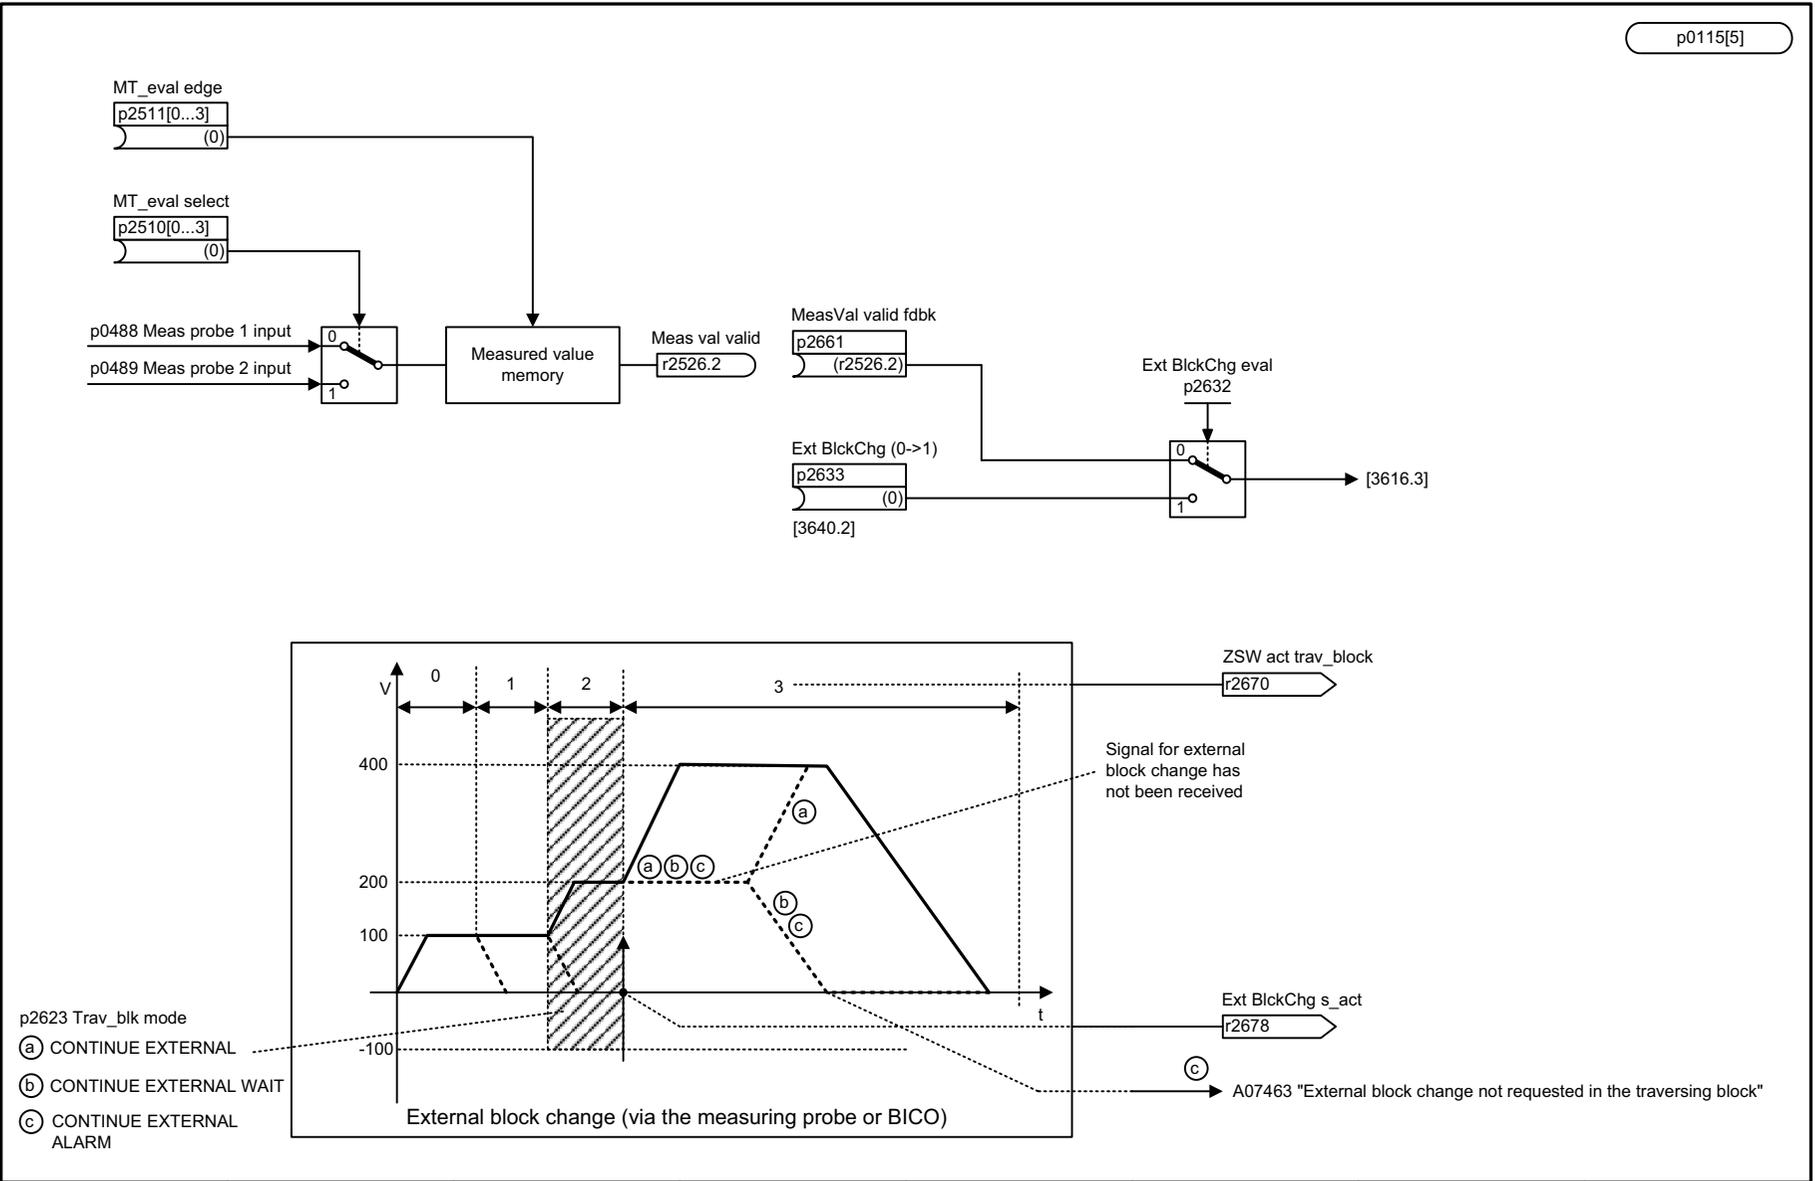 p0115[5]
MT_eval edge
p2511[0...3]
(0)
MT_eval select
p2510[0...3]
(0)
p0488 Meas probe 1 input
p0489 Meas probe 2 input
0
1
Measured value
memory
Meas val valid
r2526.2
MeasVal valid fdbk
p2661
(r2526.2)
Ext BlckChg (0->1)
p2633
(0)
[3640.2]
Ext BlckChg eval
p2632
0
1
[3616.3]
V
0
1
2
3
ZSW act trav_block
r2670
400
Signal for external
block change has
not been received
a
200
a b c
b
c
100
t
-100
p2623 Trav_blk mode
a CONTINUE EXTERNAL
b CONTINUE EXTERNAL WAIT
c CONTINUE EXTERNAL
ALARM
Ext BlckChg s_act
r2678
c
A07463 "External block change not requested in the traversing block"
External block change (via the measuring probe or BICO)